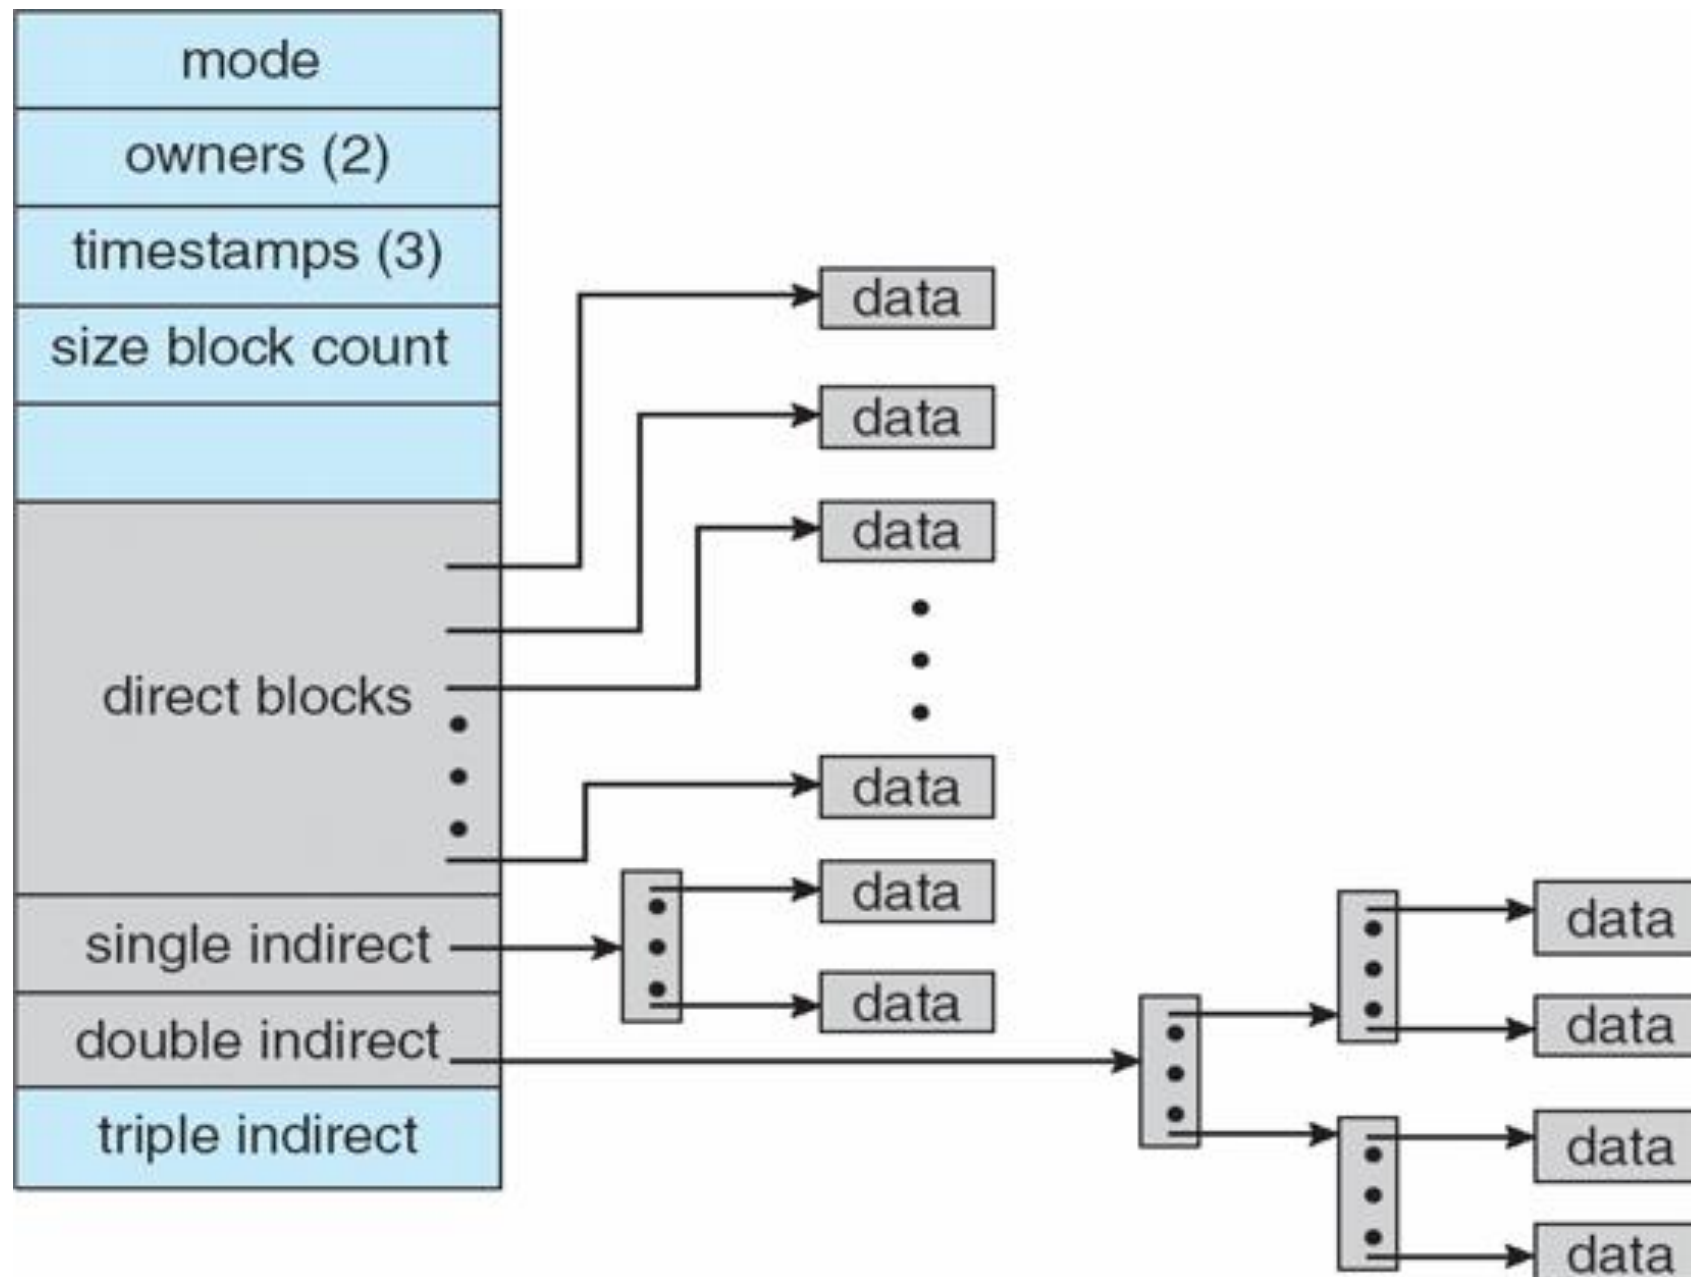 mode
owners (2)
timestamps (3)
size block count
direct blocks
single indirect
double indirect
triple indirect
data
data
data
data
data
data
data
data
data
data